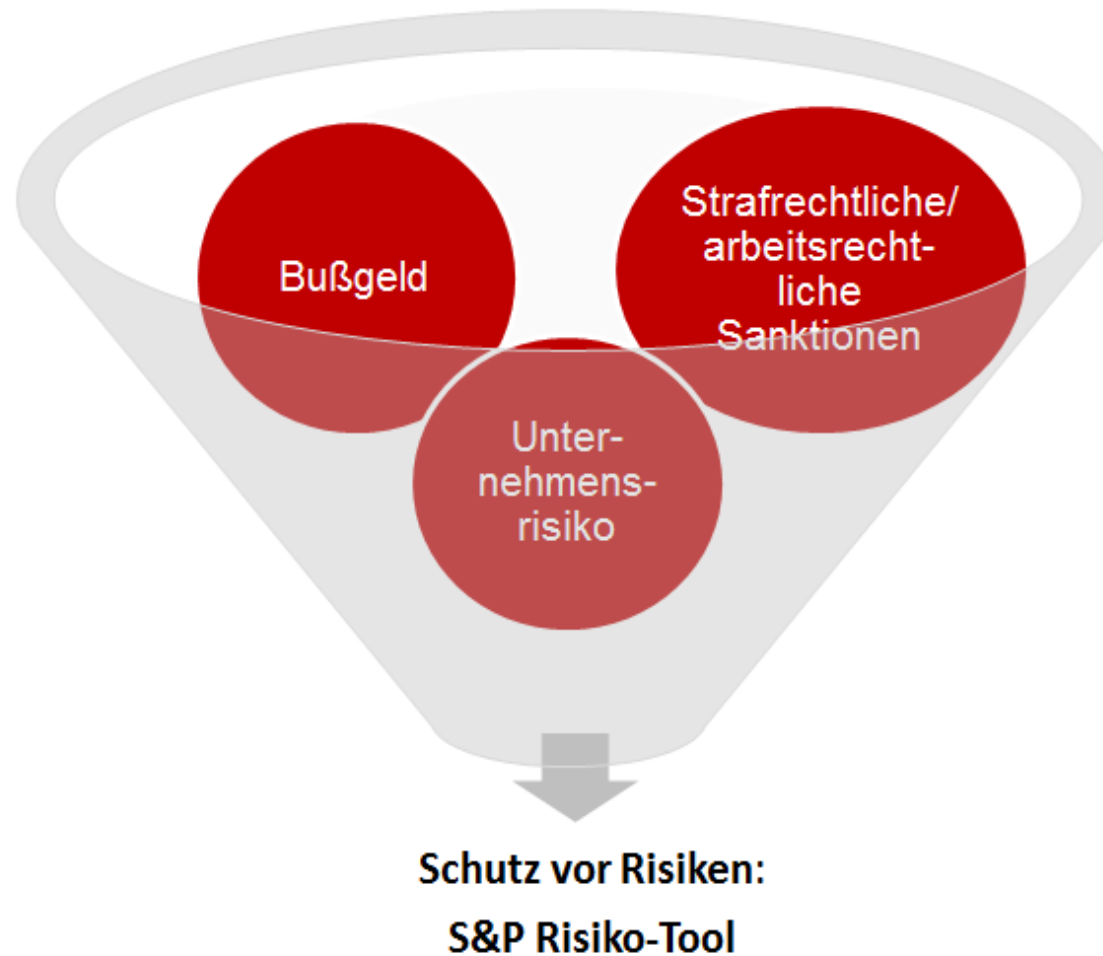 Bußgeld
Strafrechtliche/
arbeitsrecht-
liche
Sanktionen
Unter-
nehmens-
risiko
Schutz vor Risiken:
S&P Risiko-Tool